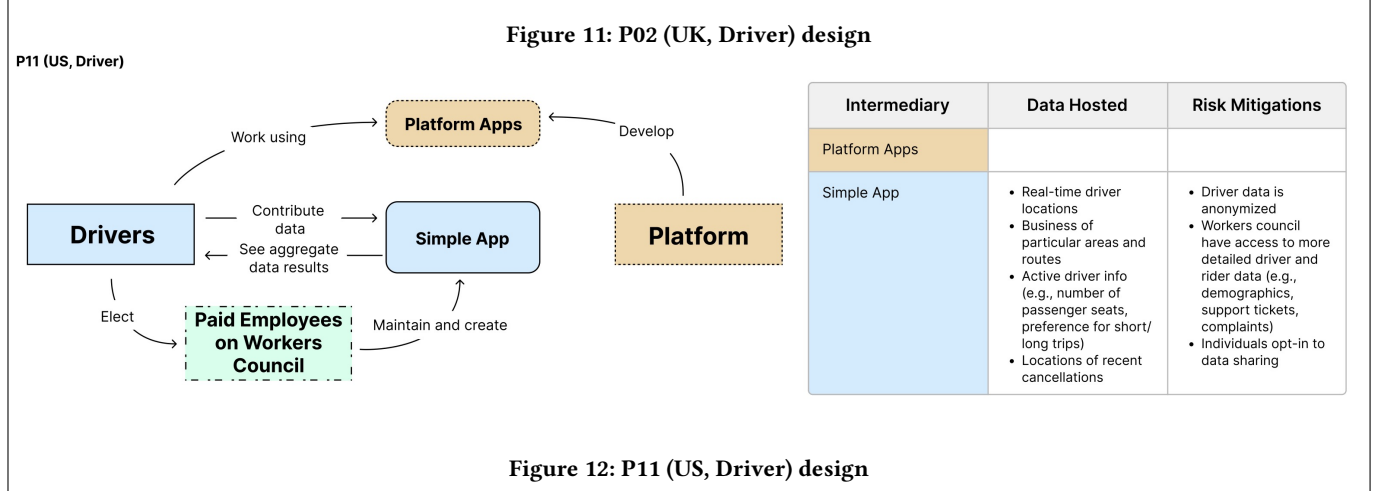 Figure 11: P02 (UK, Driver) design
P11 (US, Driver)
Platform Apps
Work using
Develop
Drivers
Contribute
data
See aggregate
data results
Simple App
Platform
Elect
Paid Employees
on Workers
Council
Maintain and create
Intermediary
Data Hosted
Risk Mitigations
Platform Apps
Simple App
• Real-time driver
locations
• Business of
particular areas and
routes
• Active driver info
(e.g., number of
passenger seats,
preference for short/
long trips)
• Locations of recent
cancellations
• Driver data is
anonymized
• Workers council
have access to more
detailed driver and
rider data (e.g.,
demographics,
support tickets,
complaints)
• Individuals opt-in to
data sharing
Figure 12: P11 (US, Driver) design